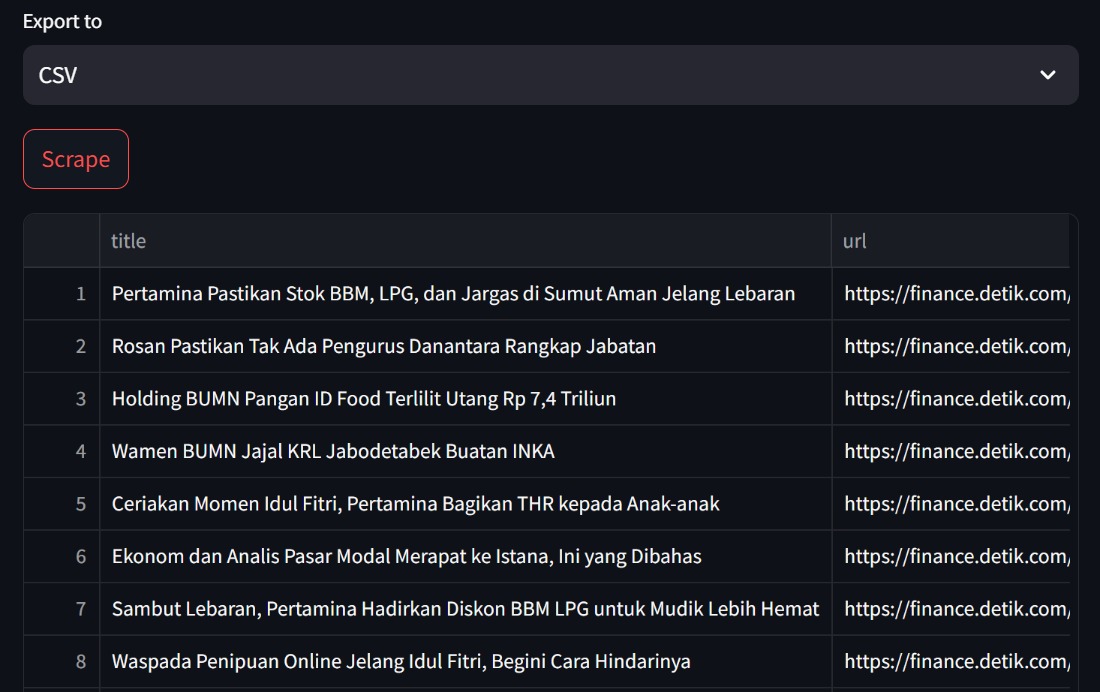 Export to
CSV
Scrape
title url
1 Pertamina Pastikan Stok BBM, LPG, dan Jargas di Sumut Aman Jelang Lebaran https://finance.detik.com/
2 Rosan Pastikan Tak Ada Pengurus Danantara Rangkap Jabatan https://finance.detik.com/
3 Holding BUMN Pangan ID Food Terlilit Utang Rp 7,4 Triliun https://finance.detik.com/
4 Wamen BUMN Jajal KRL Jabodetabek Buatan INKA https://finance.detik.com/
5 Ceriakan Momen Idul Fitri, Pertamina Bagikan THR kepada Anak-anak https://finance.detik.com/
6 Ekonom dan Analis Pasar Modal Merapat ke Istana, Ini yang Dibahas https://finance.detik.com/
7 Sambut Lebaran, Pertamina Hadirkan Diskon BBM LPG untuk Mudik Lebih Hemat https://finance.detik.com/
8 Waspada Penipuan Online Jelang Idul Fitri, Begini Cara Hindarinya https://finance.detik.com/